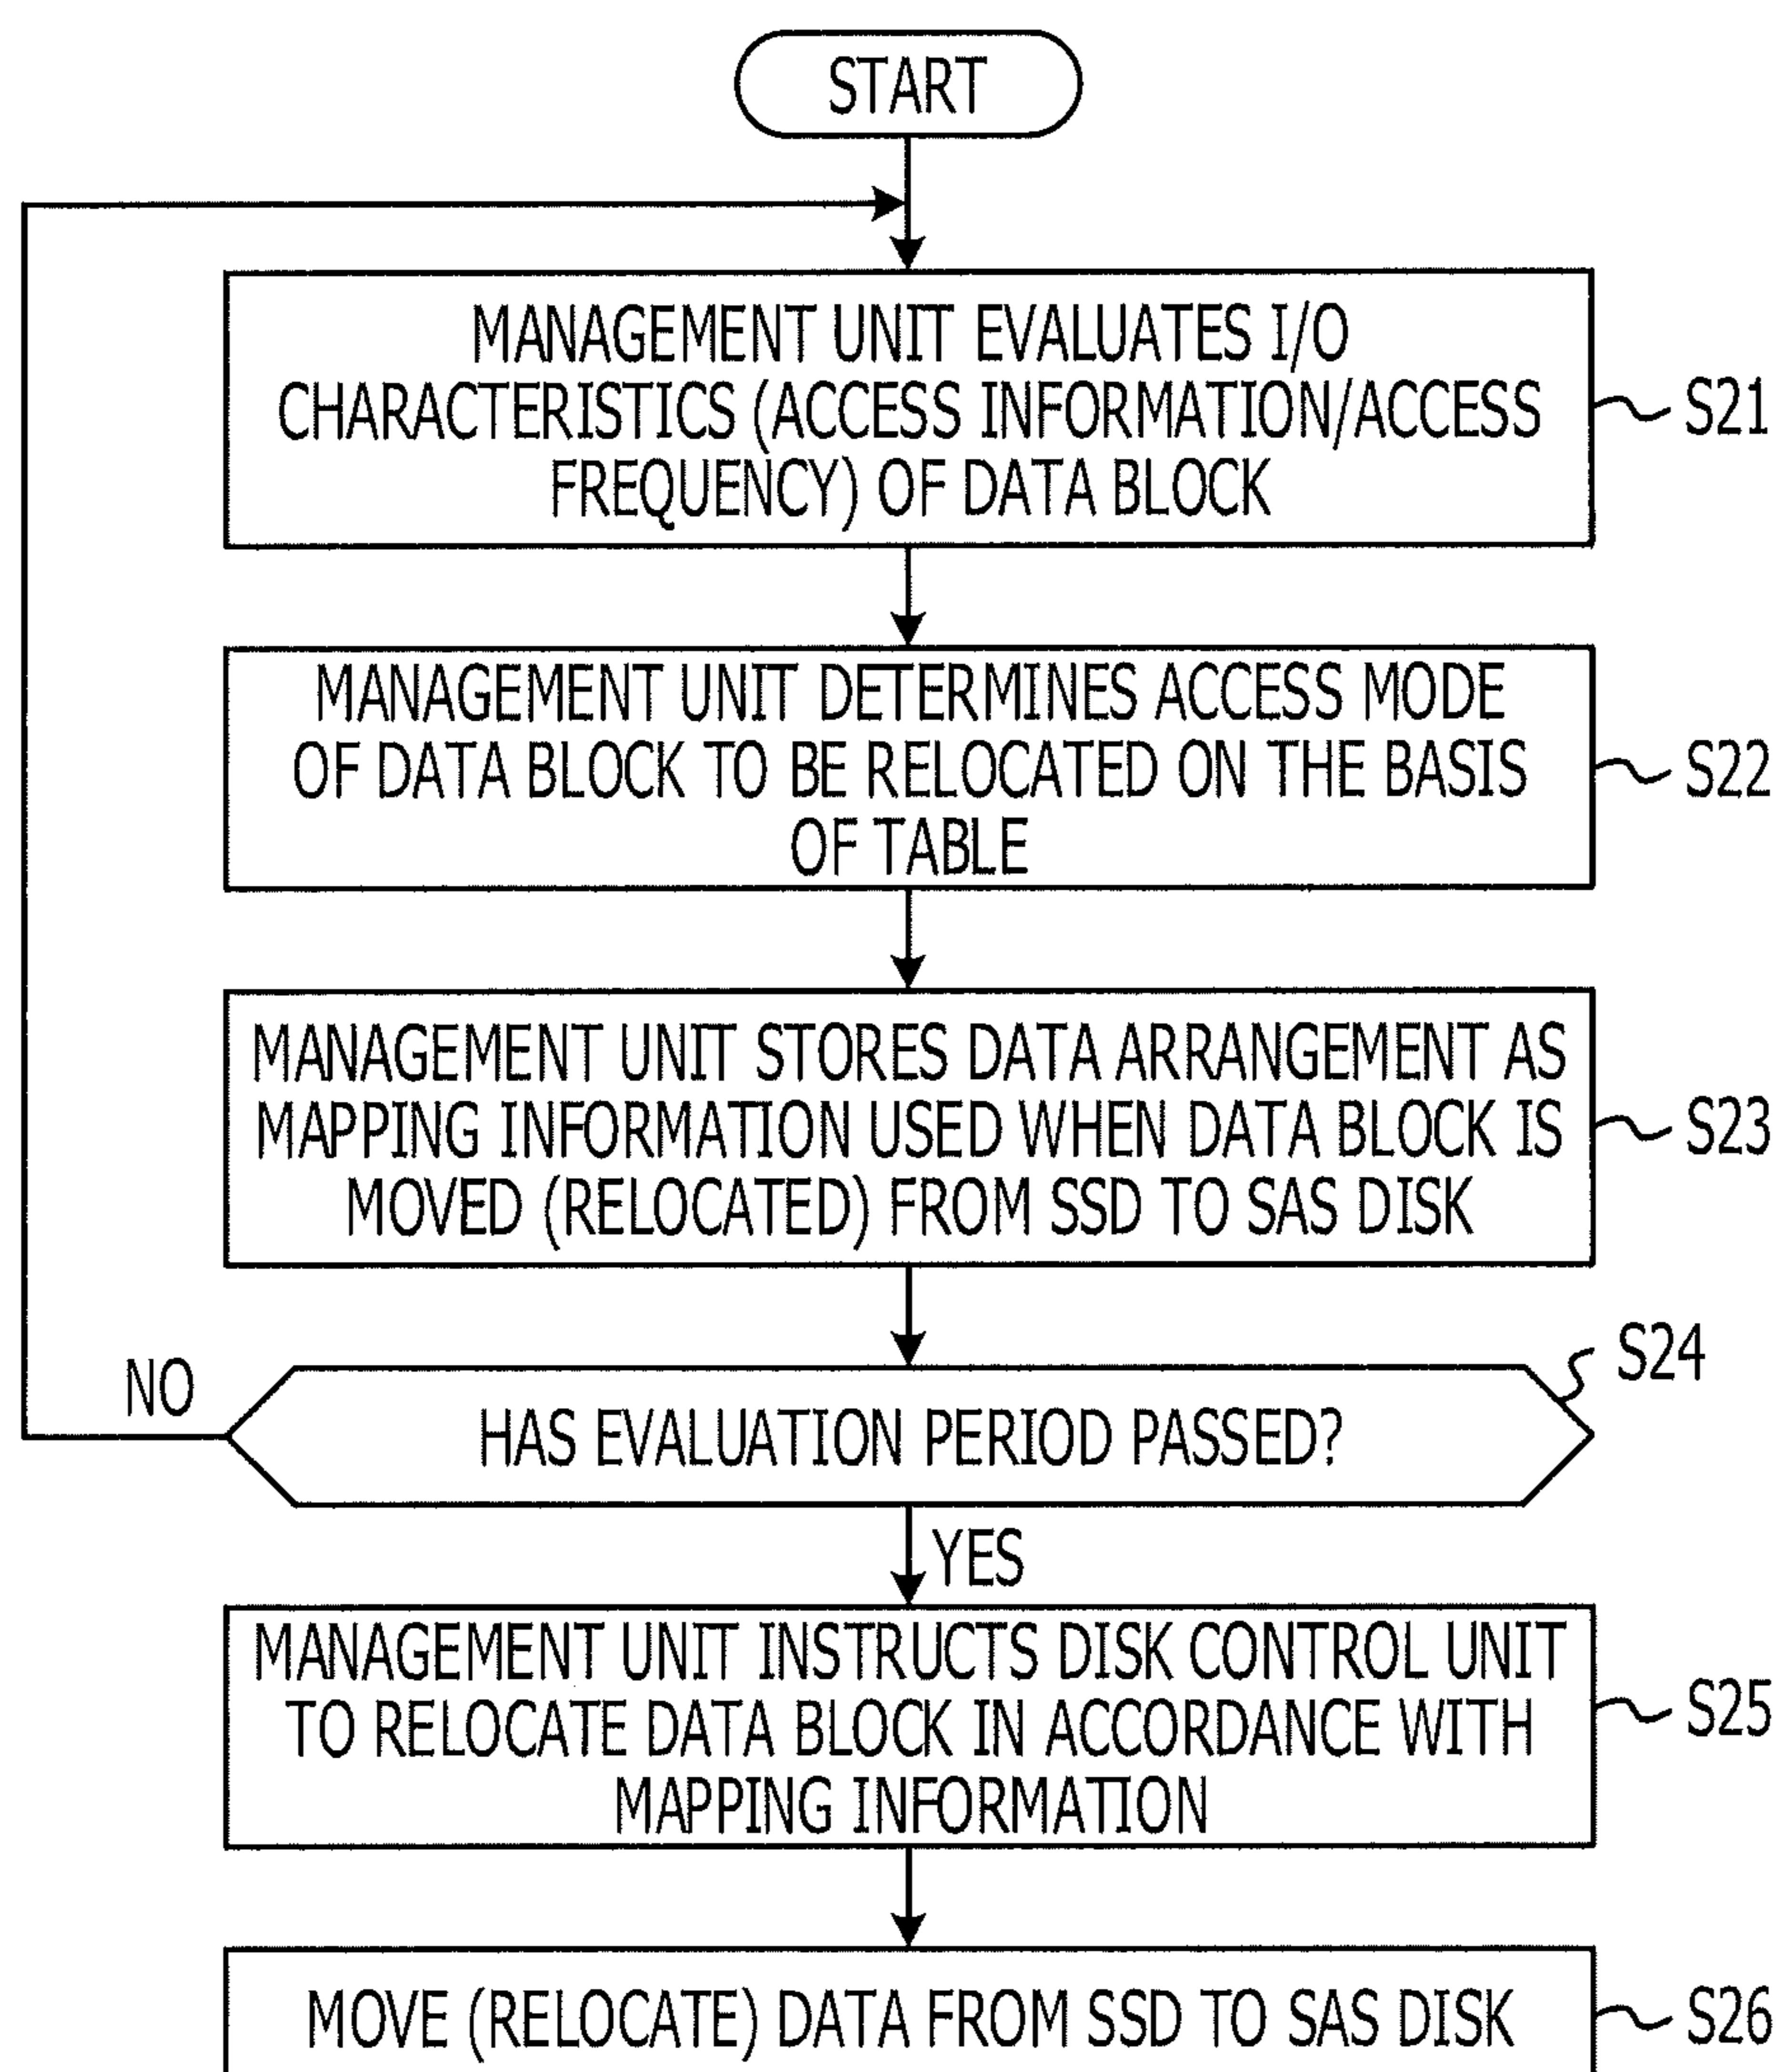 START
MANAGEMENT UNIT EVALUATES I/O
CHARACTERISTICS (ACCESS INFORMATION/ACCESS
FREQUENCY) OF DATA BLOCK
S21
MANAGEMENT UNIT DETERMINES ACCESS MODE
OF DATA BLOCK TO BE RELOCATED ON THE BASIS
OF TABLE
S22
MANAGEMENT UNIT STORES DATA ARRANGEMENT AS
MAPPING INFORMATION USED WHEN DATA BLOCK IS
MOVED (RELOCATED) FROM SSD TO SAS DISK
S23
S24
NO
HAS EVALUATION PERIOD PASSED?
YES
MANAGEMENT UNIT INSTRUCTS DISK CONTROL UNIT
TO RELOCATE DATA BLOCK IN ACCORDANCE WITH
MAPPING INFORMATION
S25
MOVE (RELOCATE) DATA FROM SSD TO SAS DISK
S26